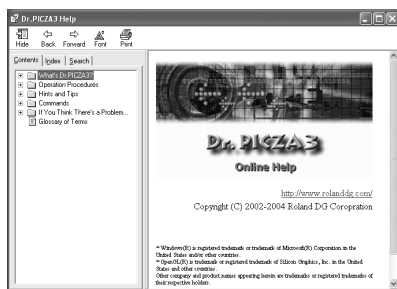 Dr.PICZA3 Help
Hide Back Forward Font Print
Contents Index Search
What's Dr.PICZA3?
Operation Procedures
Hints and Tips
Commands
If You Think There's a Problem...
Glossary of Terms
Dr. PICZA3
Online Help
http://www.rolanddg.com/
Copyright (C) 2002-2004 Roland DG Coropration
* Windows(R) is registered trademark or trademark of Microsoft(R) Corporation in the
United States and/or other countries.
* OpenGL(R) is trademark or registered trademark of Silicon Graphics, Inc. in the United
States and other countries.
Other company and product names appearing herein are trademarks or registered trademarks of
their respective holders.